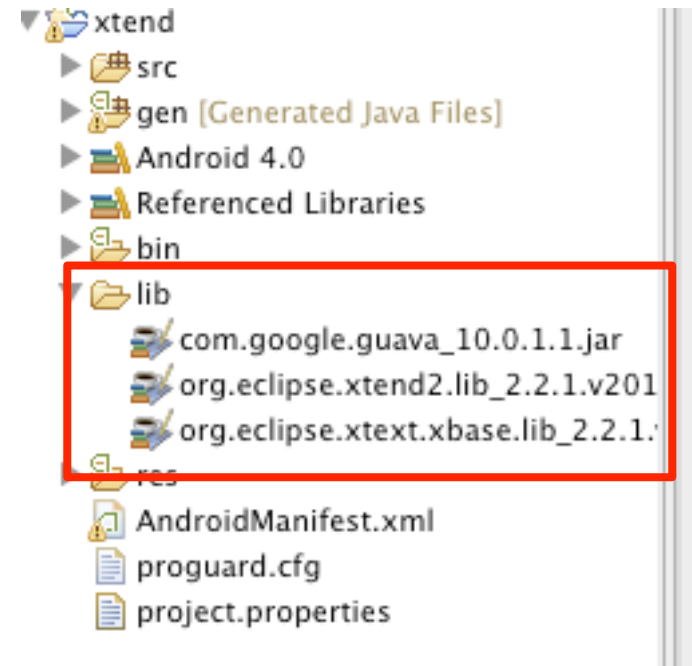 xtend
src
gen [Generated Java Files]
Android 4.0
Referenced Libraries
bin
lib
com.google.guava_10.0.1.1.jar
org.eclipse.xtend2.lib_2.2.1.v201
org.eclipse.xtext.xbase.lib_2.2.1.
res
AndroidManifest.xml
proguard.cfg
project.properties